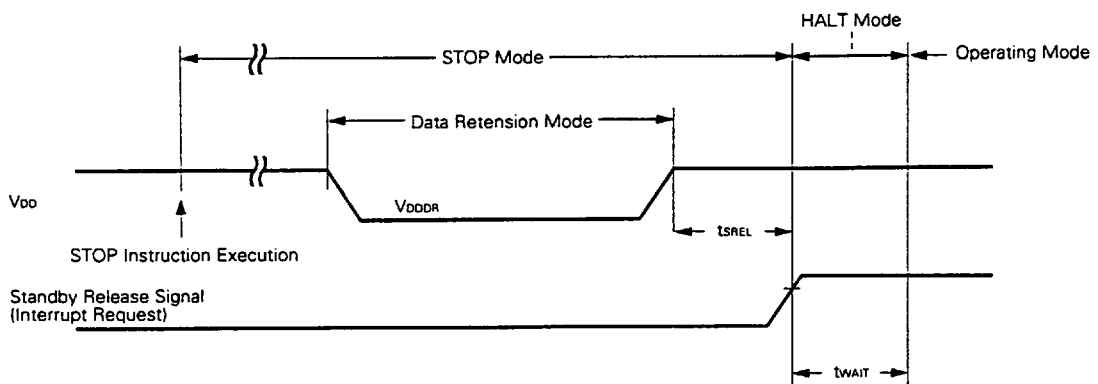 HALT Mode
STOP Mode
Operating Mode
Data Retension Mode
VDD
VDDDR
tSREL
STOP Instruction Execution
Standby Release Signal
(Interrupt Request)
tWAIT